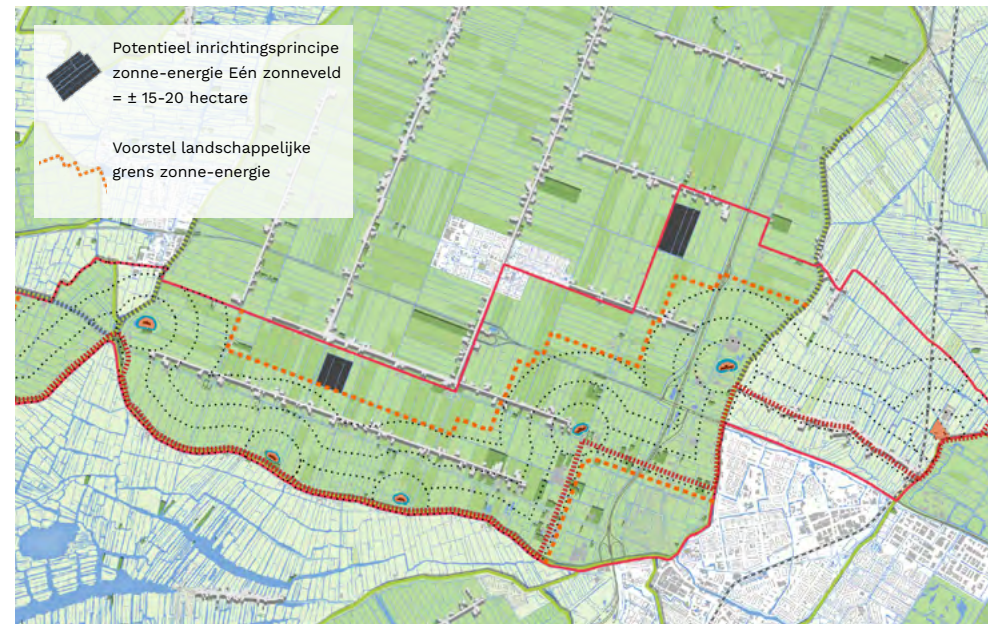 Potentieel inrichtingsprincipe
zonne-energie Eén zonneveld
= ± 15-20 hectare
Voorstel landschappelijke
grens zonne-energie